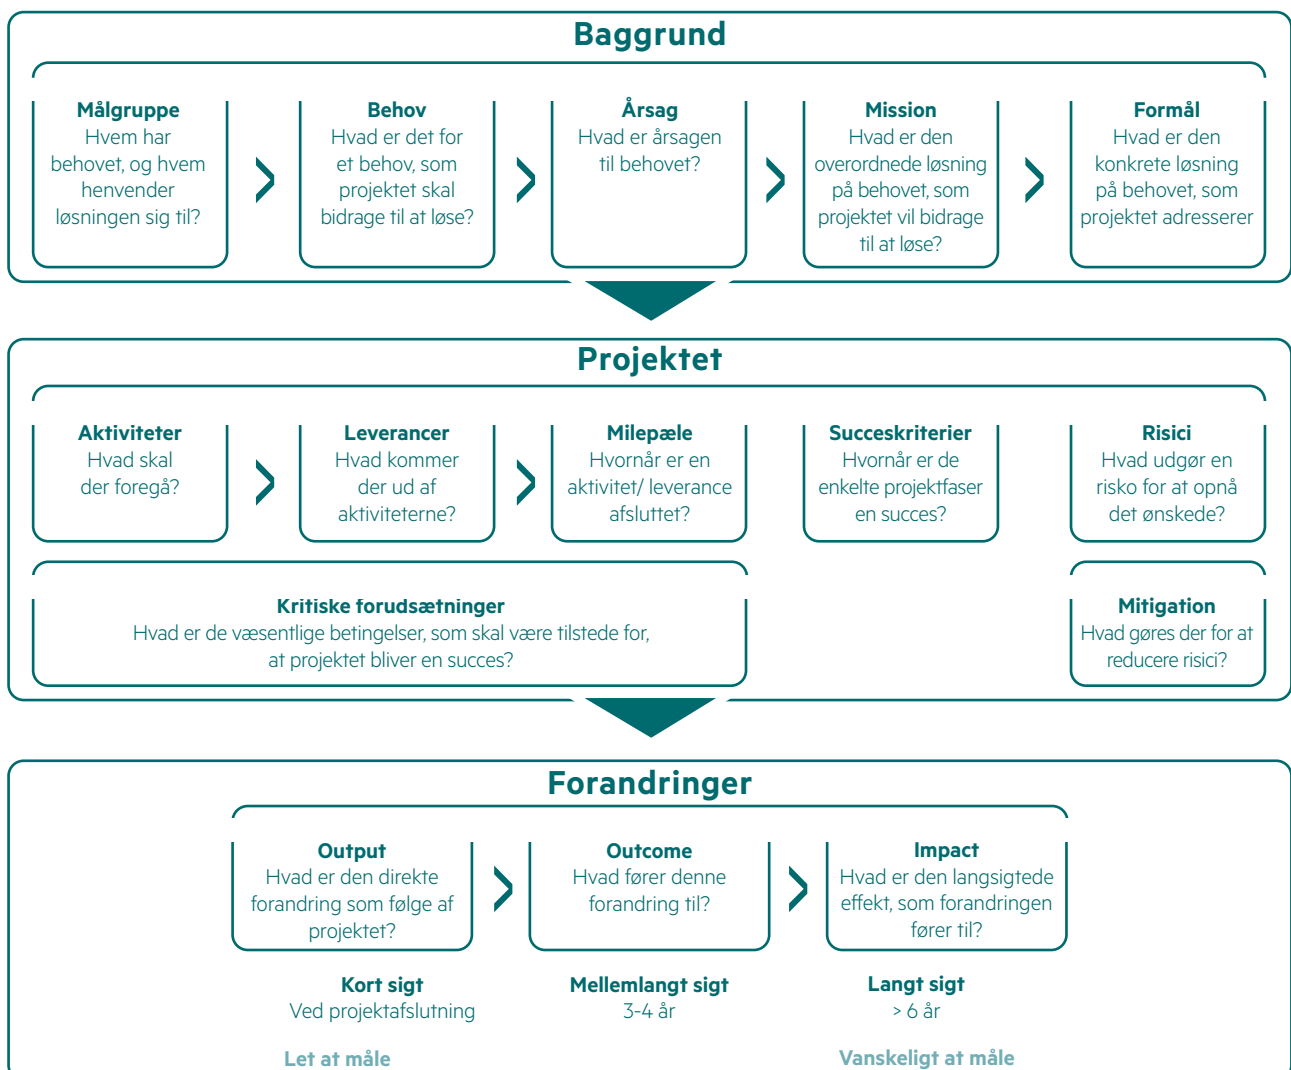 Baggrund
Målgruppe
Hvem har
behovet, og hvem
henvender
løsningen sig til?
Behov
Hvad er det for
et behov, som
projektet skal
bidrage til at løse?
Årsag
Hvad er årsagen
til behovet?
Mission
Hvad er den
overordnede løsning
på behovet, som
projektet vil bidrage
til at løse?
Formål
Hvad er den
konkrete løsning
på behovet, som
projektet adresserer
Projektet
Aktiviteter
Hvad skal
der foregå?
Leverancer
Hvad kommer
der ud af
aktiviteterne?
Milepæle
Hvornår er en
aktivitet/ leverance
afsluttet?
Succeskriterier
Hvornår er de
enkelte projektfaser
en succes?
Risici
Hvad udgør en
risko for at opnå
det ønskede?
Kritiske forudsætninger
Hvad er de væsentlige betingelser, som skal være tilstede for,
at projektet bliver en succes?
Mitigation
Hvad gøres der for at
reducere risici?
Forandringer
Output
Hvad er den direkte
forandring som følge af
projektet?
Outcome
Hvad fører denne
forandring til?
Impact
Hvad er den langsigtede
effekt, som forandringen
fører til?
Kort sigt
Ved projektafslutning
Mellemlangt sigt
3-4 år
Langt sigt
> 6 år
Let at måle
Vanskeligt at måle